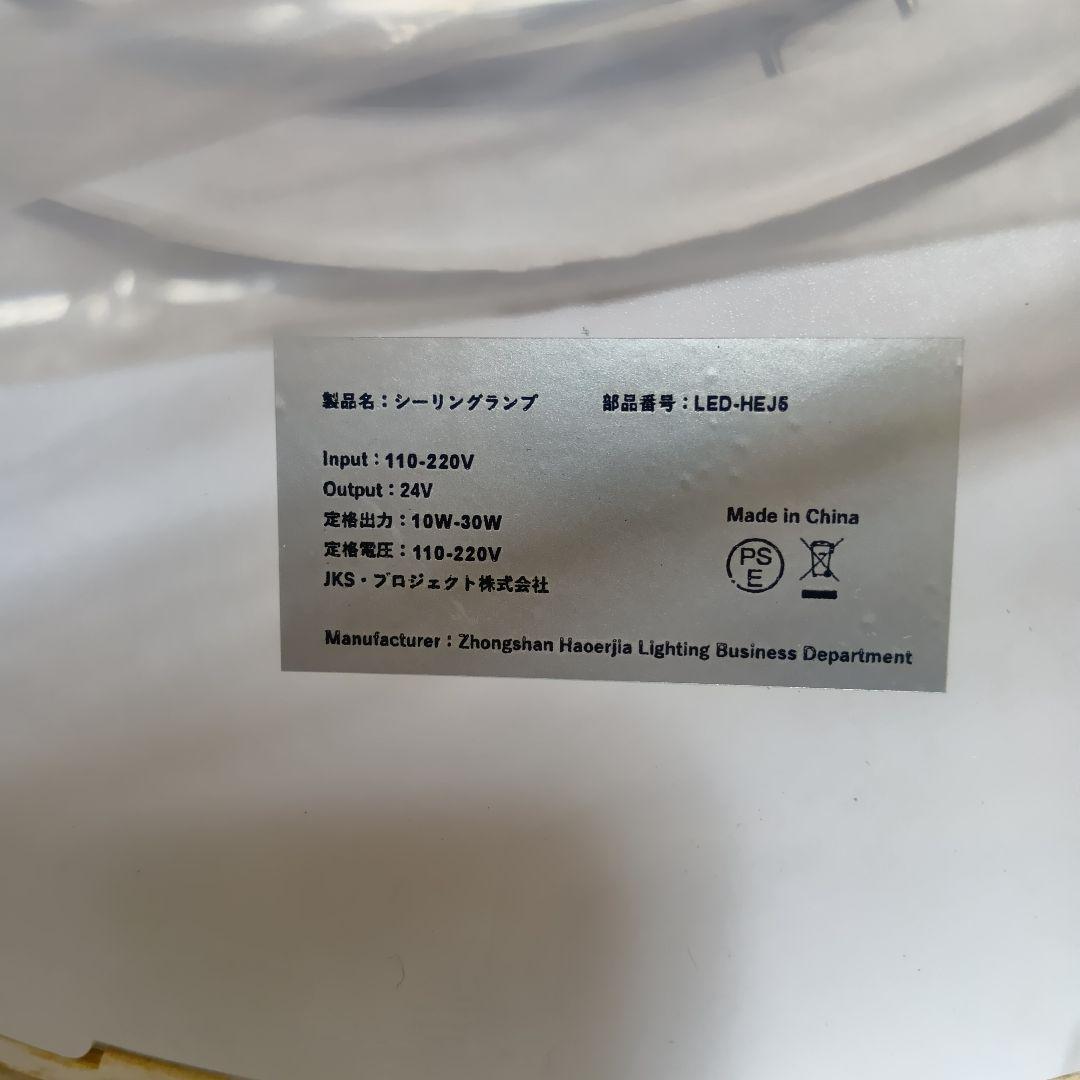 製品名：シーリングランプ 部品番号：LED-HEJ5
Input：110-220V
Output：24V
定格出力：10W-30W
定格電圧：110-220V
JKS・プロジェクト株式会社
Made in China
PS
E
Manufacturer：Zhongshan Haoerjia Lighting Business Department